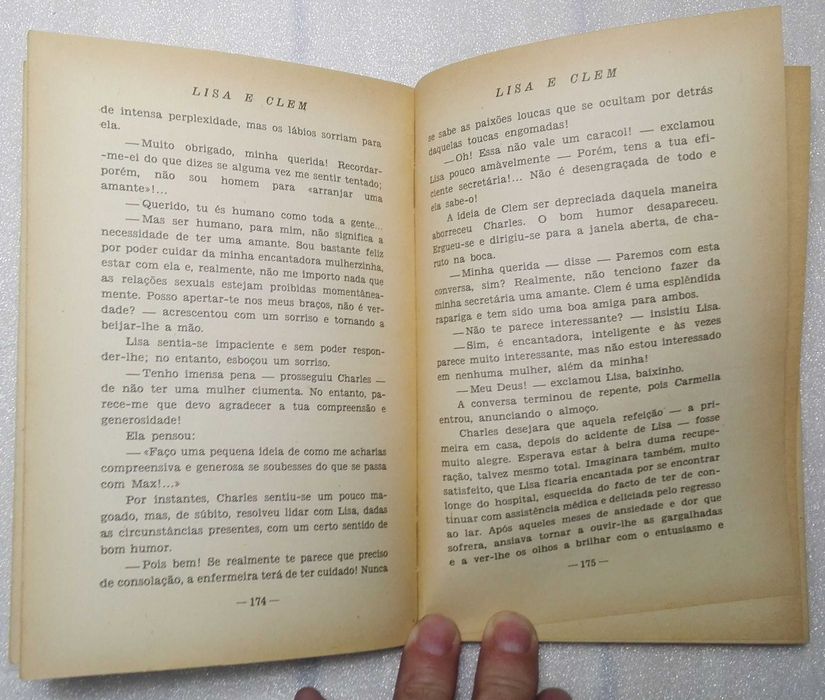 LISA E CLEM
de intensa perplexidade, mas os lábios sorriam para
ela.
— Muito obrigado, minha querida! Recordar-
-me-ei do que dizes se alguma vez me sentir tentado;
porém, não sou homem para «arranjar uma
amante»!...
— Querido, tu és humano como toda a gente...
— Mas ser humano, para mim, não significa a
necessidade de ter uma amante. Sou bastante feliz
por poder cuidar da minha encantadora mulherzinha,
estar com ela e, realmente, não me importo nada que
as relações sexuais estejam proibidas momentânea-
mente. Posso apertar-te nos meus braços, não é ver-
dade? — acrescentou com um sorriso e tornando a
beijar-lhe a mão.
Lisa sentia-se impaciente e sem poder respon-
der-lhe; no entanto, esboçou um sorriso.
— Tenho imensa pena — prosseguiu Charles —
de não ter uma mulher ciumenta. No entanto, pa-
rece-me que devo agradecer a tua compreensão e
generosidade!
Ela pensou:
— «Faço uma pequena ideia de como me acharias
compreensiva e generosa se soubesses do que se passa
com Max!...»
Por instantes, Charles sentiu-se um pouco ma-
goado, mas, de súbito, resolveu lidar com Lisa, dadas
as circunstâncias presentes, com um certo sentido de
bom humor.
— Pois bem! Se realmente te parece que preciso
de consolação, a enfermeira terá de ter cuidado! Nunca
— 174 —
LISA E CLEM
se sabe as paixões loucas que se ocultam por detrás
daquelas toucas engomadas!
— Oh! Essa não vale um caracol! — exclamou
Lisa pouco amàvelmente — Porém, tens a tua efi-
ciente secretária!... Não é desengraçada de todo e
ela sabe-o!
A ideia de Clem ser depreciada daquela maneira
aborreceu Charles. O bom humor desapareceu.
Ergueu-se e dirigiu-se para a janela aberta, de cha-
ruto na boca.
— Minha querida — disse — Paremos com esta
conversa, sim? Realmente, não tenciono fazer da
minha secretária uma amante. Clem é uma esplêndida
rapariga e tem sido uma boa amiga para ambos.
— Não te parece interessante? — insistiu Lisa.
— Sim, é encantadora, inteligente e às vezes
parece muito interessante, mas não estou interessado
em nenhuma mulher, além da minha!
— Meu Deus! — exclamou Lisa, baixinho.
A conversa terminou de repente, pois Carmella
entrou, anunciando o almoço.
Charles desejara que aquela refeição — a pri-
meira em casa, depois do acidente de Lisa — fosse
muito alegre. Esperava estar à beira duma recupe-
ração, talvez mesmo total. Imaginara também, muito
satisfeito, que Lisa ficaria encantada por se encontrar
longe do hospital, esquecida do facto de ter de con-
tinuar com assistência médica e deliciada pelo regresso
ao lar. Após aqueles meses de ansiedade e dor que
sofrera, ansiava tornar a ouvir-lhe as gargalhadas
e a ver-lhe os olhos a brilhar com o entusiasmo e
— 175 —